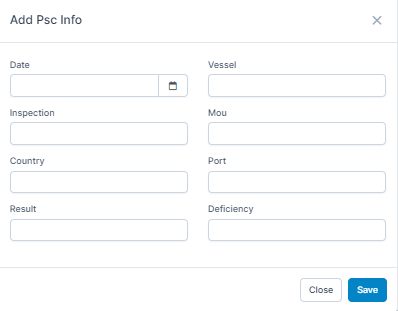 Add Psc Info
Date
Vessel
Inspection
Mou
Country
Port
Result
Deficiency
Close
Save